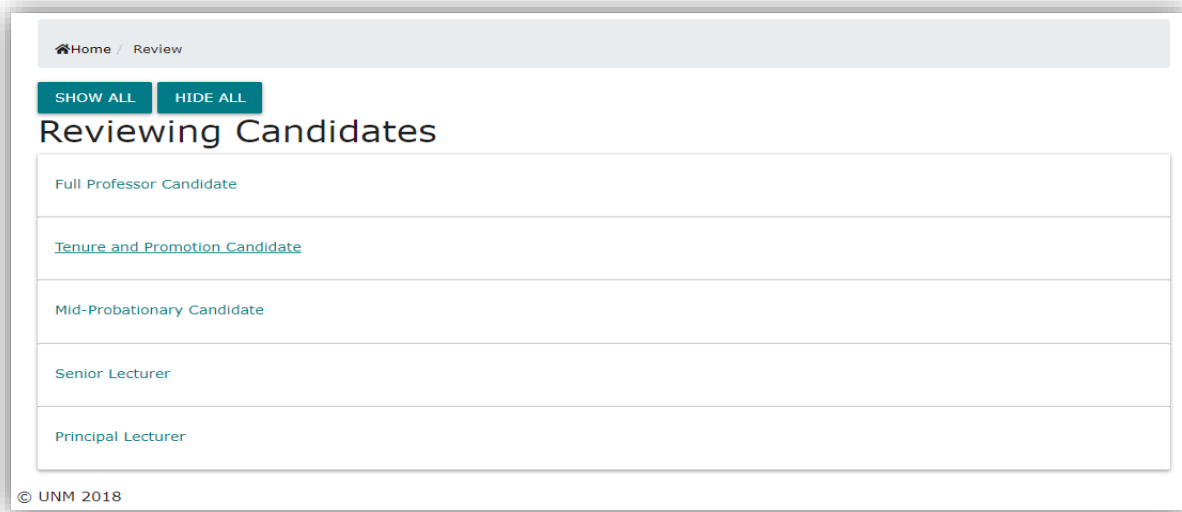 Home / Review
SHOW ALL HIDE ALL
Reviewing Candidates
Full Professor Candidate
Tenure and Promotion Candidate
Mid-Probationary Candidate
Senior Lecturer
Principal Lecturer
© UNM 2018